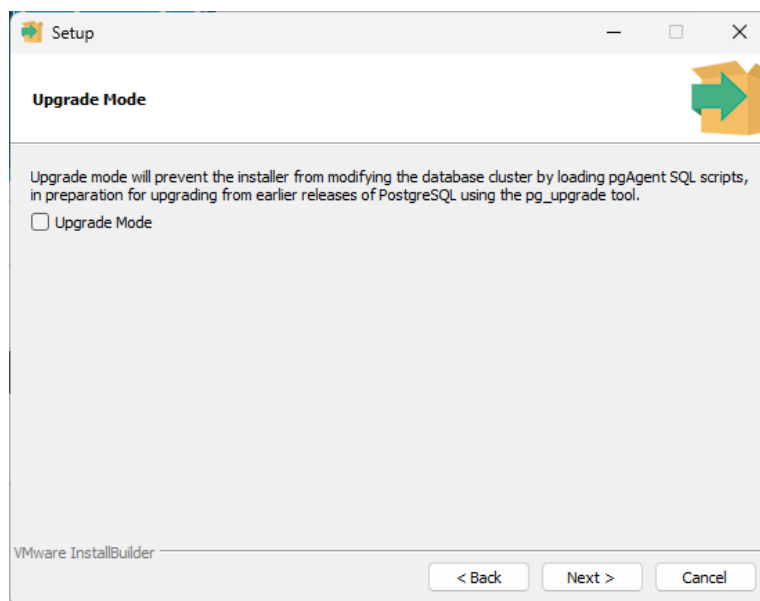 Setup
Upgrade Mode
Upgrade mode will prevent the installer from modifying the database cluster by loading pgAgent SQL scripts,
in preparation for upgrading from earlier releases of PostgreSQL using the pg_upgrade tool.
Upgrade Mode
VMware InstallBuilder
< Back Next > Cancel